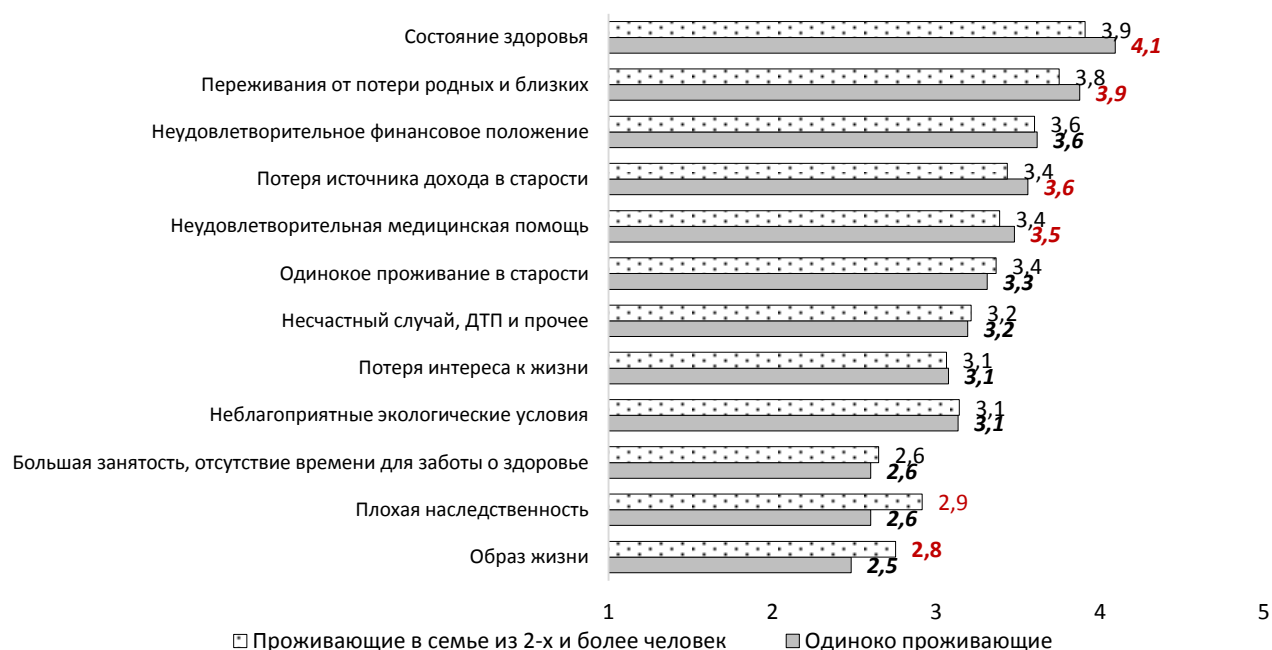 Состояние здоровья
3,9
4,1
Переживания от потери родных и близких
3,8
3,9
Неудовлетворительное финансовое положение
3,6
3,6
Потеря источника дохода в старости
3,4
3,6
Неудовлетворительная медицинская помощь
3,4
3,5
Одинокое проживание в старости
3,4
3,3
Несчастный случай, ДТП и прочее
3,2
3,2
Потеря интереса к жизни
3,1
3,1
Неблагоприятные экологические условия
3,1
3,1
Большая занятость, отсутствие времени для заботы о здоровье
2,6
2,6
Плохая наследственность
2,9
2,6
Образ жизни
2,8
2,5
1 2 3 4 5
Проживающие в семье из 2-х и более человек Одиноко проживающие